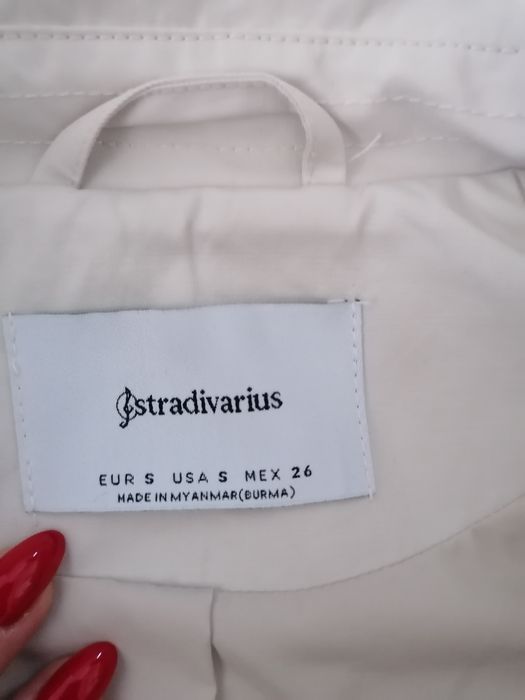 stradivarius
EUR S USA S MEX 26
MADE IN MYANMAR(BURMA)